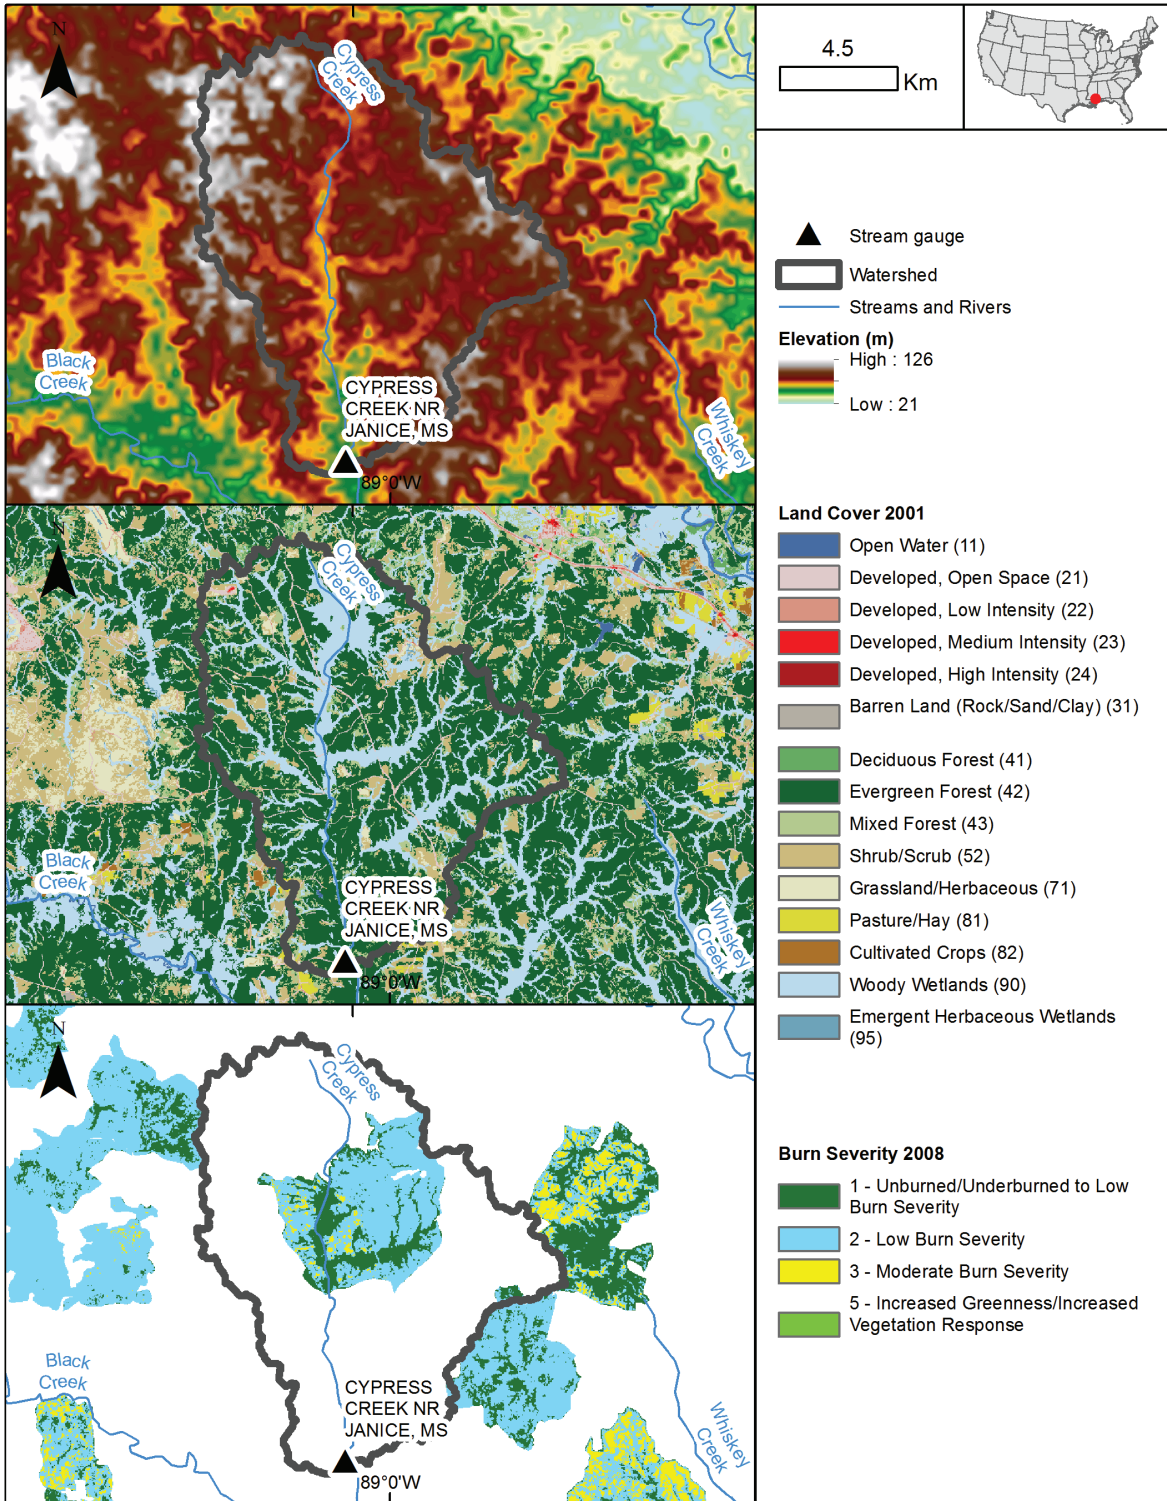 N
Cypress
Creek
Black
Creek
CYPRESS
CREEK NR
JANICE, MS
Whiskey
Creek
89°0'W
4.5
Km
Stream gauge
Watershed
Streams and Rivers
Elevation (m)
High : 126
Low : 21
N
Cypress
Creek
Black
Creek
CYPRESS
CREEK NR
JANICE, MS
Whiskey
Creek
89°0'W
Land Cover 2001
Open Water (11)
Developed, Open Space (21)
Developed, Low Intensity (22)
Developed, Medium Intensity (23)
Developed, High Intensity (24)
Barren Land (Rock/Sand/Clay) (31)
Deciduous Forest (41)
Evergreen Forest (42)
Mixed Forest (43)
Shrub/Scrub (52)
Grassland/Herbaceous (71)
Pasture/Hay (81)
Cultivated Crops (82)
Woody Wetlands (90)
Emergent Herbaceous Wetlands
(95)
N
Cypress
Creek
Black
Creek
CYPRESS
CREEK NR
JANICE, MS
Whiskey
Creek
89°0'W
Burn Severity 2008
1 - Unburned/Underburned to Low
Burn Severity
2 - Low Burn Severity
3 - Moderate Burn Severity
5 - Increased Greenness/Increased
Vegetation Response